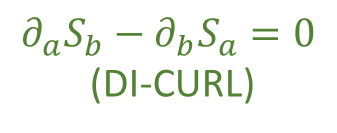 ∂ₐS_b − ∂_bSₐ = 0
(DI-CURL)